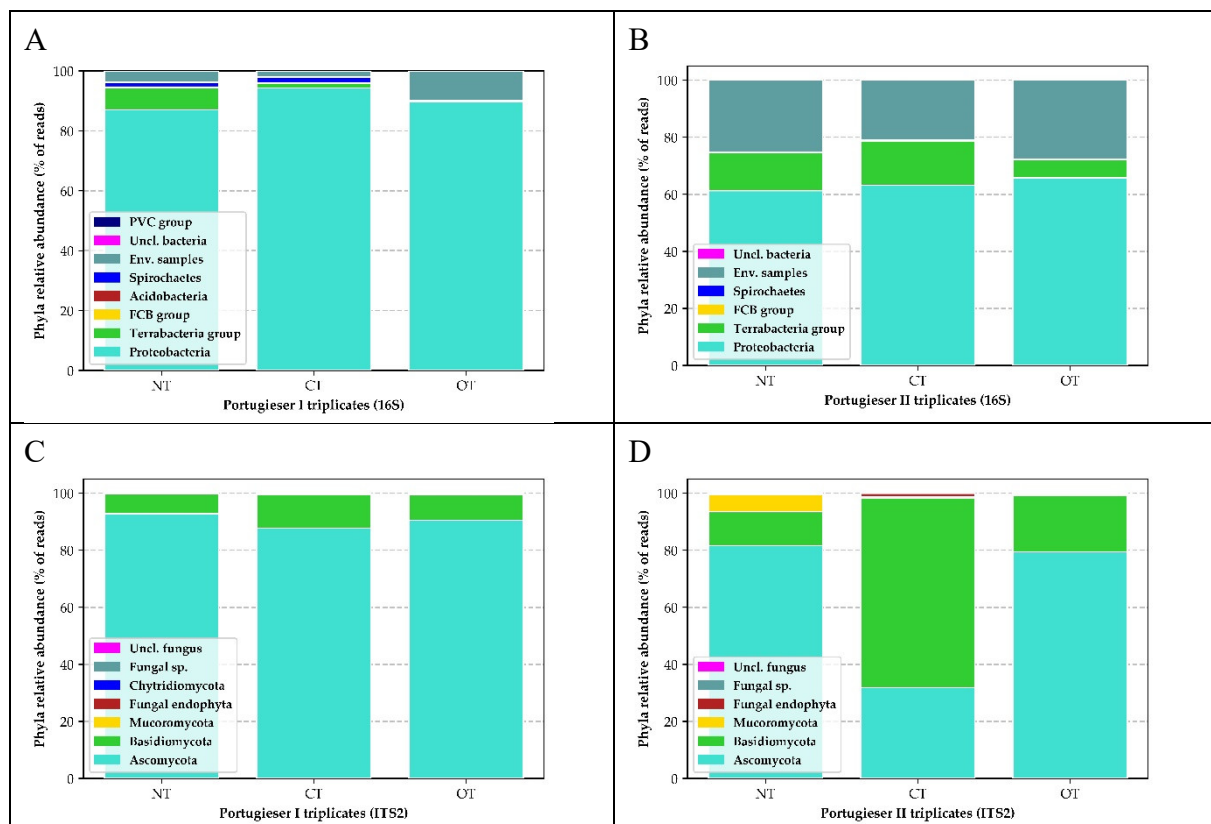 A
Phyla relative abundance (% of reads)
100
80
60
40
20
0
PVC group
Uncl. bacteria
Env. samples
Spirochaetes
Acidobacteria
FCB group
Terrabacteria group
Proteobacteria
NT
CT
OT
Portugieser I triplicates (16S)
B
Phyla relative abundance (% of reads)
100
80
60
40
20
0
Uncl. bacteria
Env. samples
Spirochaetes
FCB group
Terrabacteria group
Proteobacteria
NT
CT
OT
Portugieser II triplicates (16S)
C
Phyla relative abundance (% of reads)
100
80
60
40
20
0
Uncl. fungus
Fungal sp.
Chytridiomycota
Fungal endophyta
Mucoromycota
Basidiomycota
Ascomycota
NT
CT
OT
Portugieser I triplicates (ITS2)
D
Phyla relative abundance (% of reads)
100
80
60
40
20
0
Uncl. fungus
Fungal sp.
Fungal endophyta
Mucoromycota
Basidiomycota
Ascomycota
NT
CT
OT
Portugieser II triplicates (ITS2)